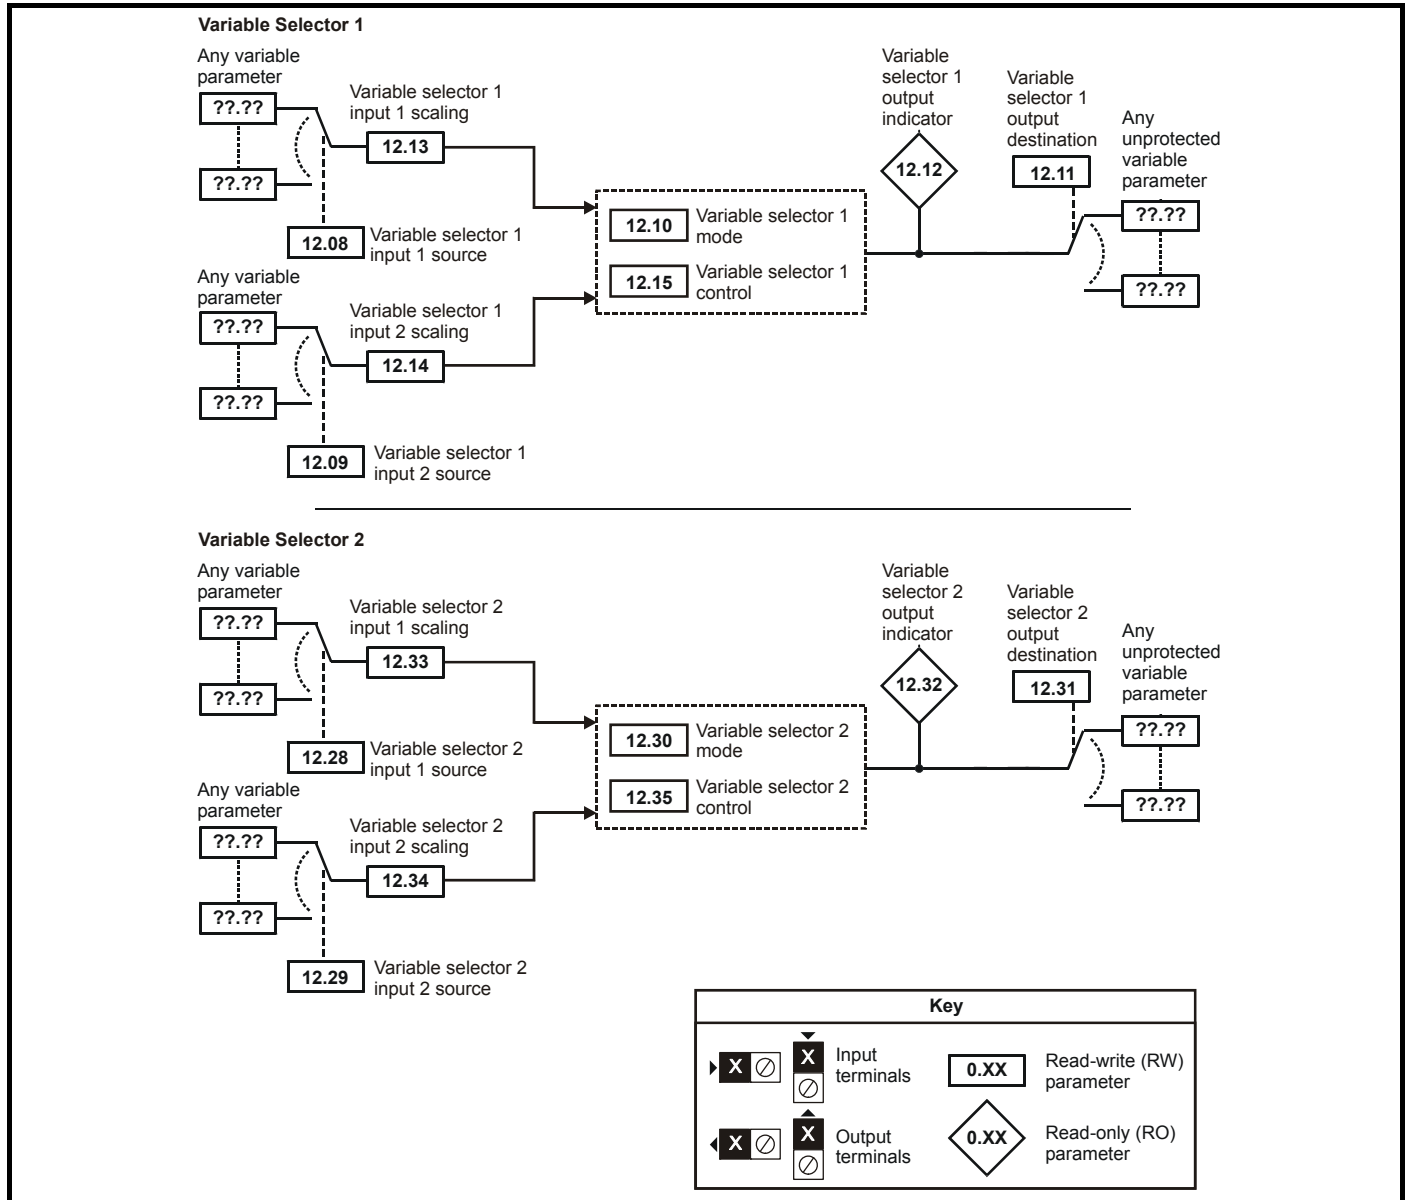 Variable Selector 1
Any variable
parameter
??.??
??.??
Variable selector 1
input 1 scaling
12.13
12.08
Variable selector 1
input 1 source
Any variable
parameter
??.??
??.??
Variable selector 1
input 2 scaling
12.14
12.09
Variable selector 1
input 2 source
12.10
Variable selector 1
mode
12.15
Variable selector 1
control
Variable
selector 1
output
indicator
12.12
Variable
selector 1
output
destination
12.11
Any
unprotected
variable
parameter
??.??
??.??
Variable Selector 2
Any variable
parameter
??.??
??.??
Variable selector 2
input 1 scaling
12.33
12.28
Variable selector 2
input 1 source
Any variable
parameter
??.??
??.??
Variable selector 2
input 2 scaling
12.34
12.29
Variable selector 2
input 2 source
12.30
Variable selector 2
mode
12.35
Variable selector 2
control
Variable
selector 2
output
indicator
12.32
Variable
selector 2
output
destination
12.31
Any
unprotected
variable
parameter
??.??
??.??
Key
X
X
Input
terminals
0.XX
Read-write (RW)
parameter
X
X
Output
terminals
0.XX
Read-only (RO)
parameter